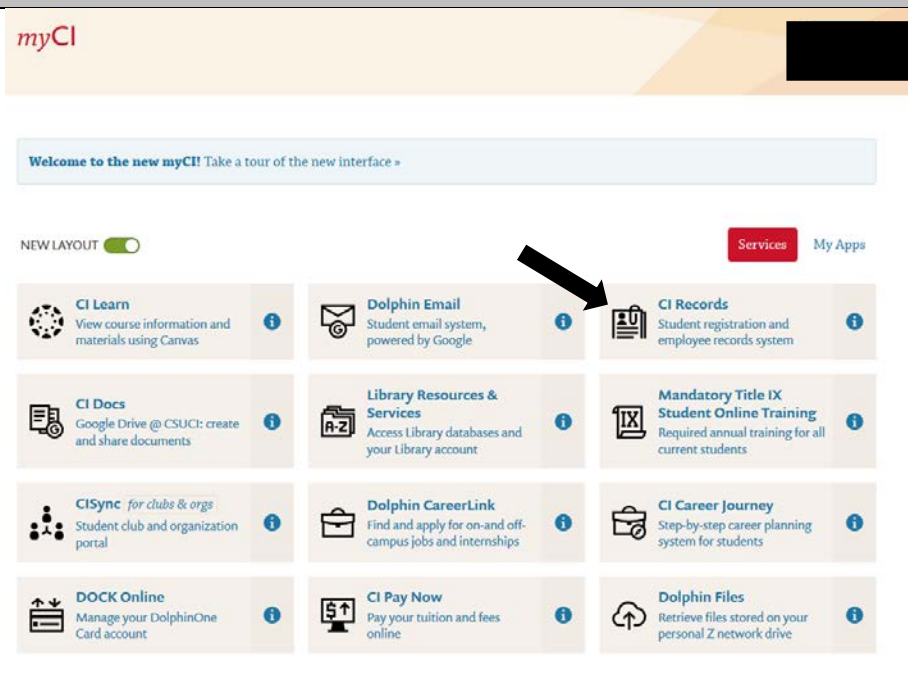 myCI
Welcome to the new myCI! Take a tour of the new interface »
NEW LAYOUT
Services
My Apps
CI Learn
View course information and
materials using Canvas
Dolphin Email
Student email system,
powered by Google
G
CI Records
Student registration and
employee records system
CI Docs
Google Drive @ CSUCI: create
and share documents
G
Library Resources &
Services
Access Library databases and
your Library account
A-Z
Mandatory Title IX
Student Online Training
Required annual training for all
current students
IX
CISync for clubs & orgs
Student club and organization
portal
Dolphin CareerLink
Find and apply for on-and off-
campus jobs and internships
CI Career Journey
Step-by-step career planning
system for students
DOCK Online
Manage your DolphinOne
Card account
CI Pay Now
Pay your tuition and fees
online
$
Dolphin Files
Retrieve files stored on your
personal Z network drive